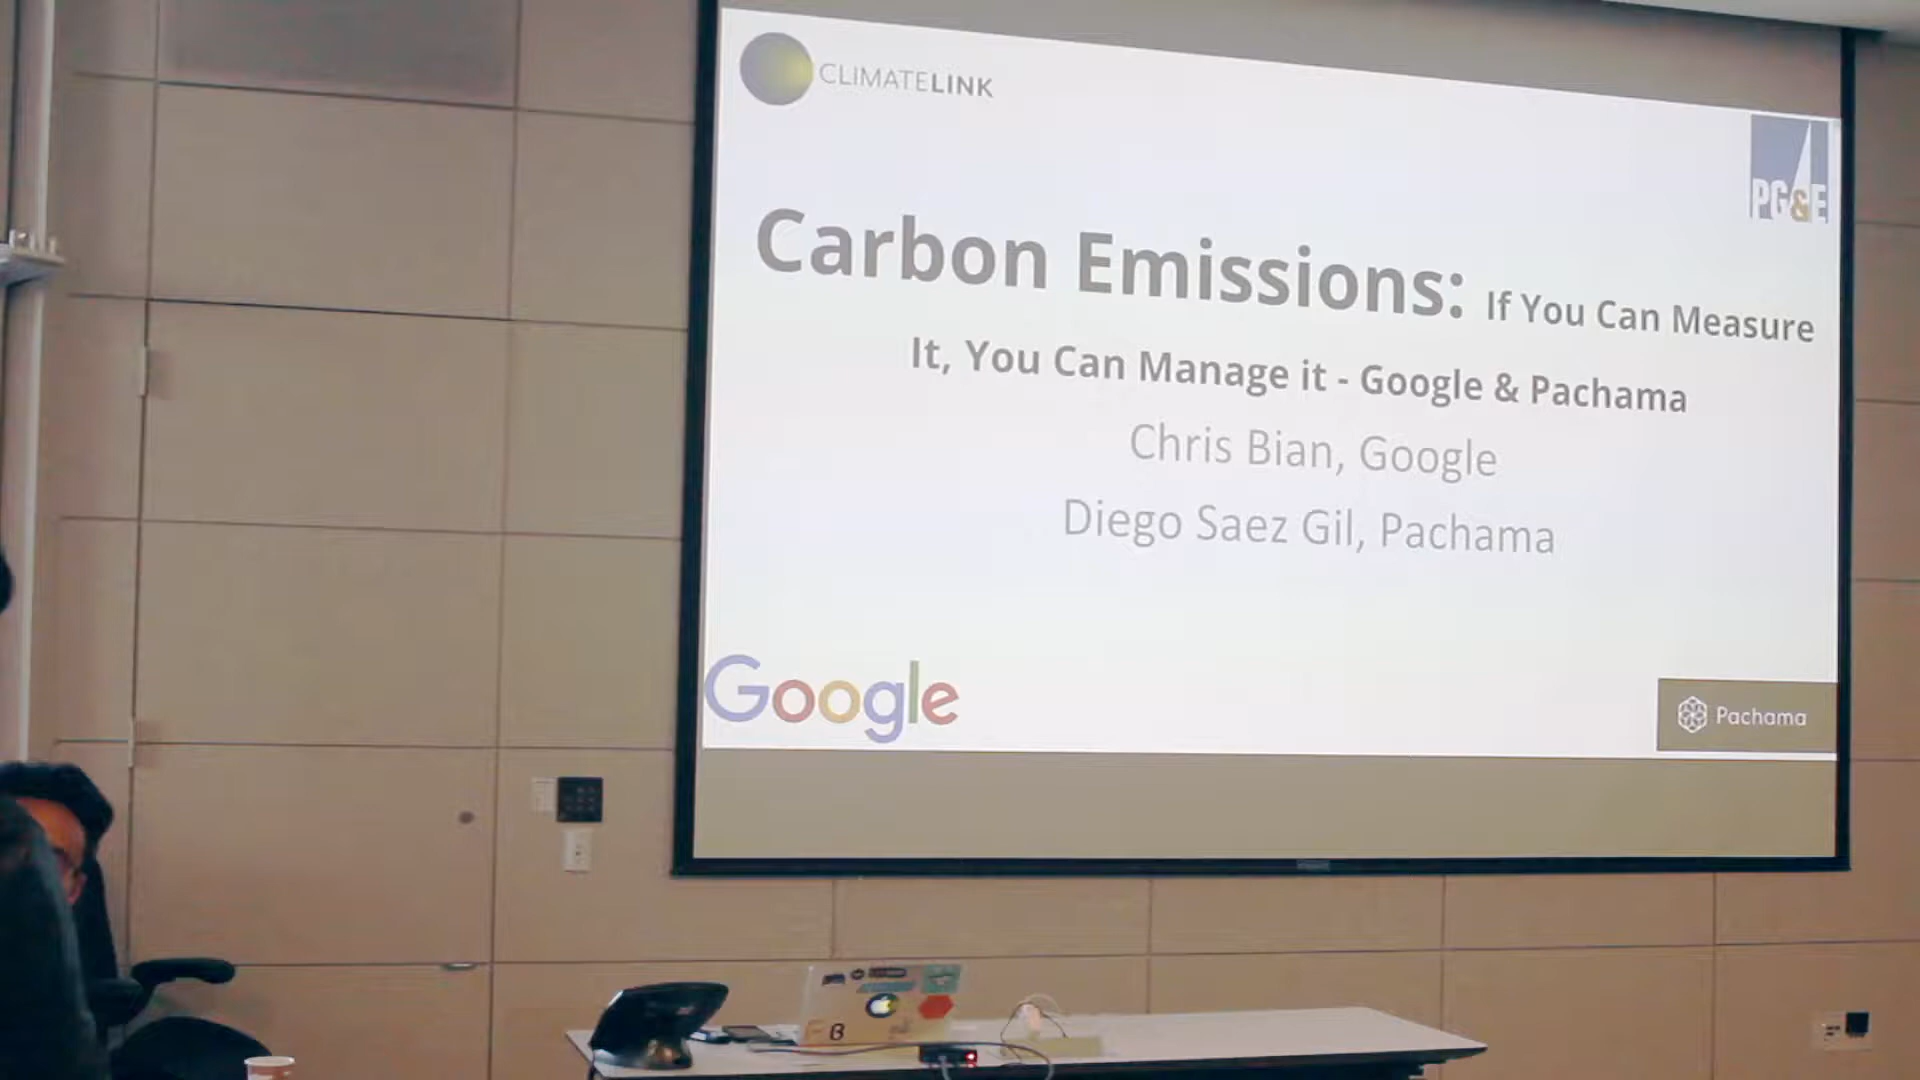 CLIMATELINK
PG&E
Carbon Emissions: If You Can Measure
It, You Can Manage it - Google & Pachama
Chris Bian, Google
Diego Saez Gil, Pachama
Google
Pachama